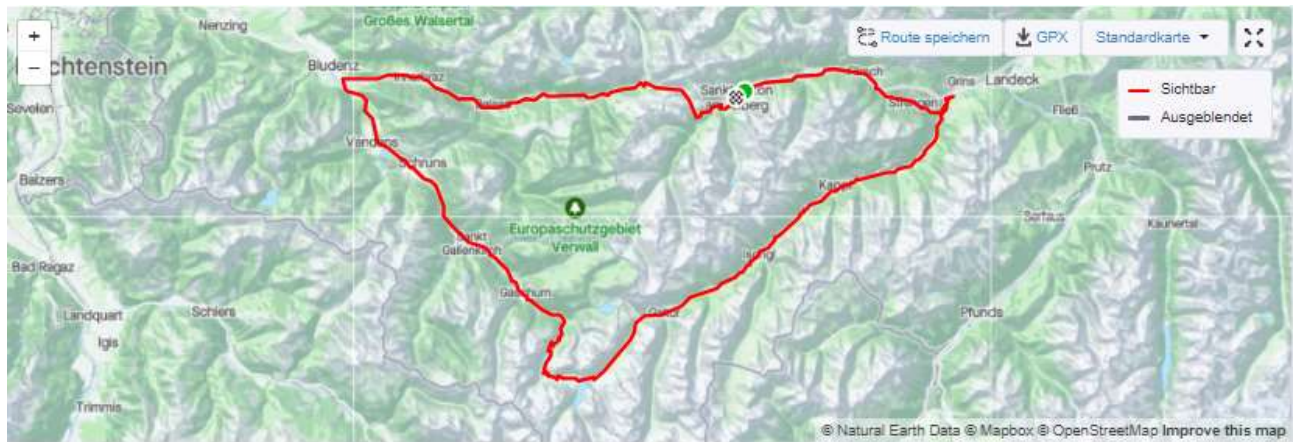 Großes Walsertal
Nenzing
+
Route speichern
GPX
Standardkarte
−
chtenstein
Bludenz
Grins
Landeck
Sichtbar
Sevelen
Fließ
Ausgeblendet
Vandans
Schruns
Prutz
Balzers
Kappl
Europaschutzgebiet
Verwall
Serfaus
Kaunertal
Sankt
Gallenkirch
Ischgl
Bad Ragaz
Gaschurn
Landquart
Schiers
Galtür
Pfunds
Igis
Trimmis
© Natural Earth Data © Mapbox © OpenStreetMap Improve this map